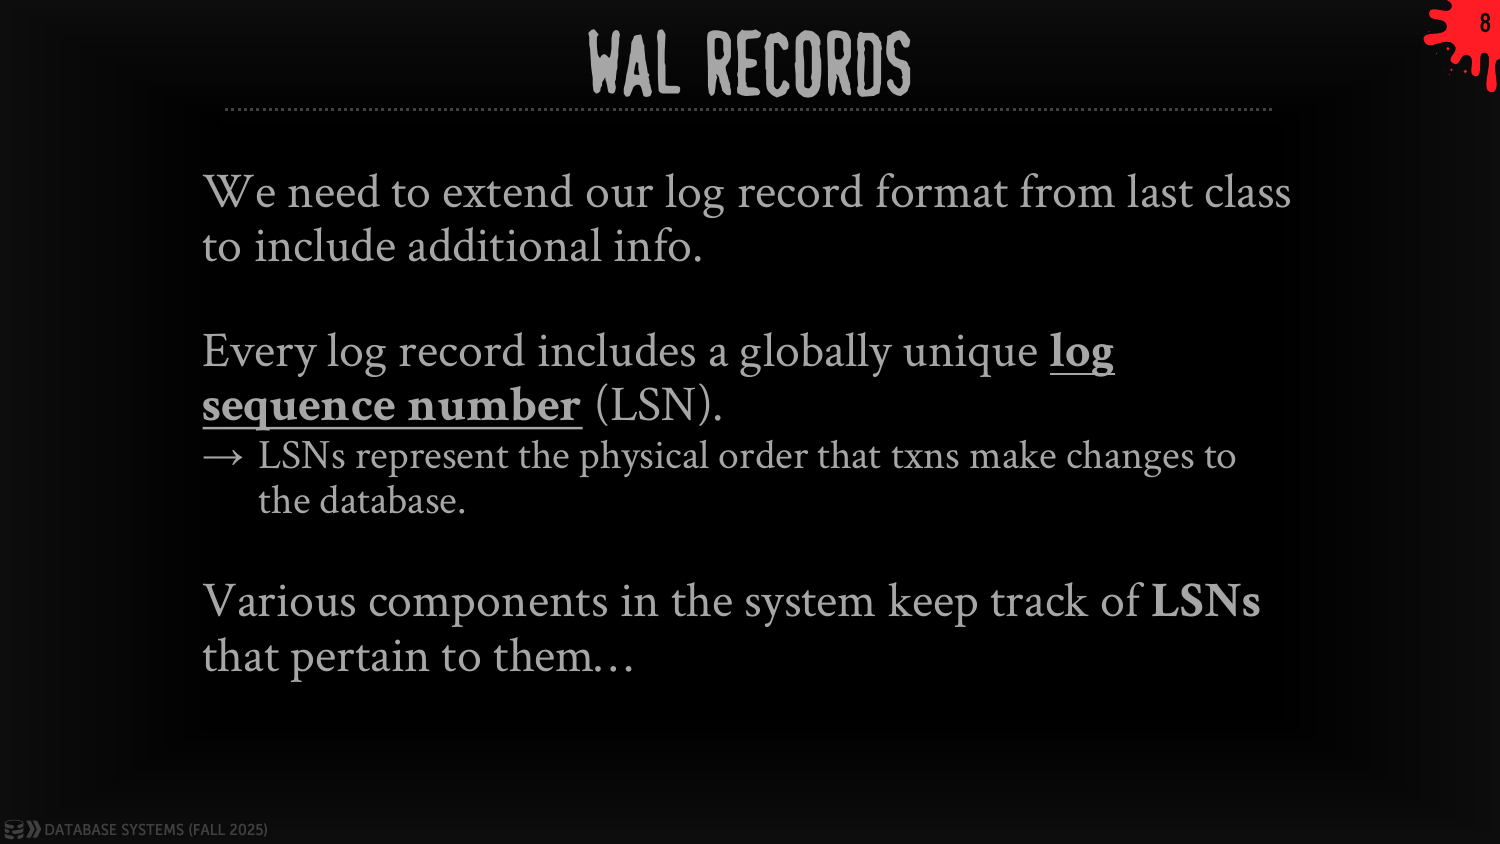 8
WAL RECORDS
We need to extend our log record format from last class
to include additional info.
Every log record includes a globally unique log
sequence number (LSN).
→ LSNs represent the physical order that txns make changes to
the database.
Various components in the system keep track of LSNs
that pertain to them…
DATABASE SYSTEMS (FALL 2025)